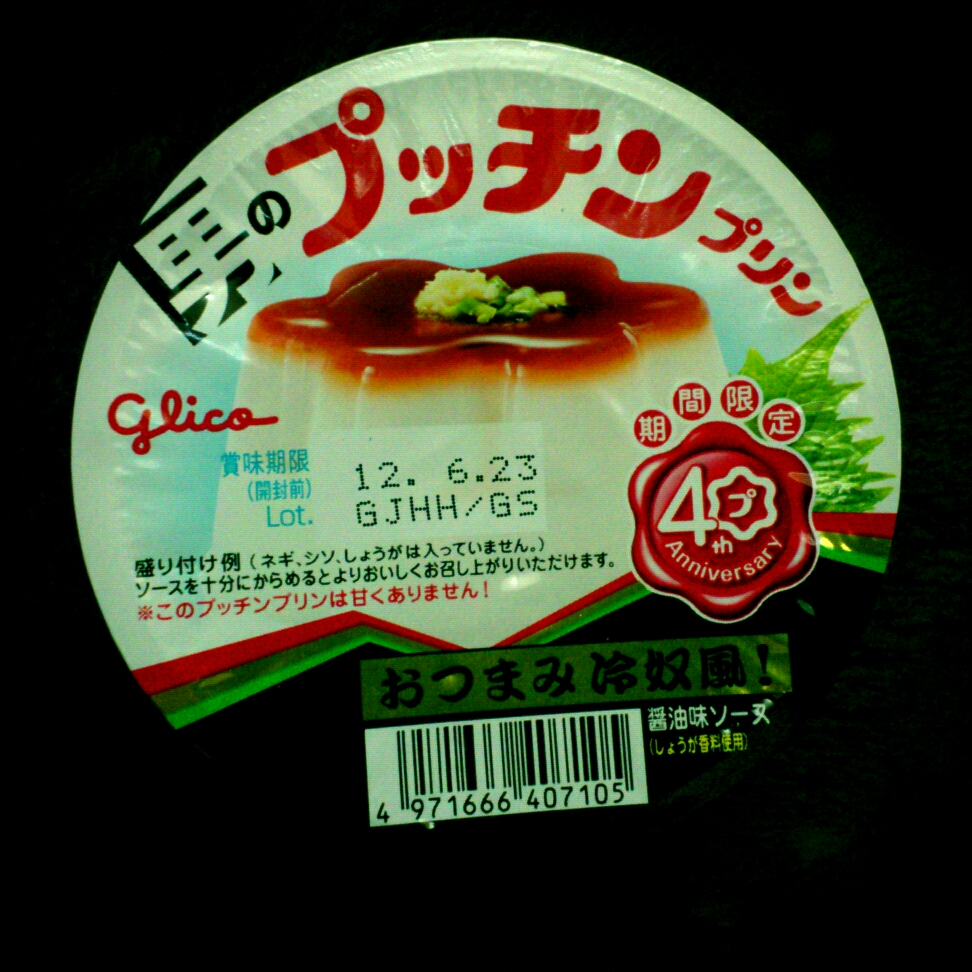 男のプッチンプリン
Glico
賞味期限
(開封前)
Lot.
12. 6.23
GJHH/GS
期間限定
40プ
th
Anniversary
盛り付け例(ネギ、シソ、しょうがは入っていません。)
ソースを十分にからめるとよりおいしくお召し上がりいただけます。
※このプッチンプリンは甘くありません!
おつまみ冷奴風!
醤油味ソース
(しょうが香料使用)
4 971666 407105